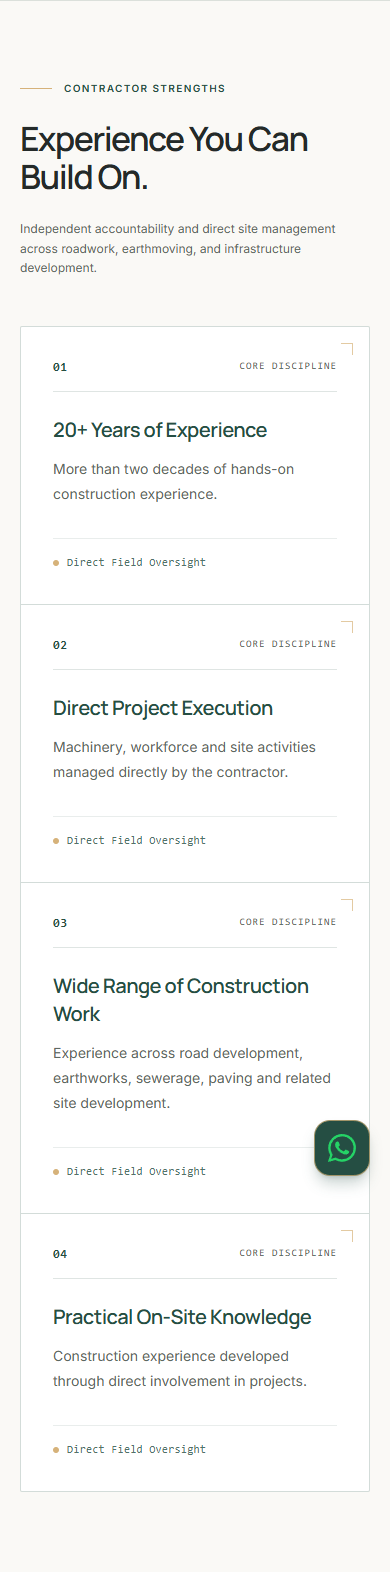 CONTRACTOR STRENGTHS
Experience You Can
Build On.
Independent accountability and direct site management
across roadwork, earthmoving, and infrastructure
development.
01 CORE DISCIPLINE
20+ Years of Experience
More than two decades of hands-on
construction experience.
Direct Field Oversight
02 CORE DISCIPLINE
Direct Project Execution
Machinery, workforce and site activities
managed directly by the contractor.
Direct Field Oversight
03 CORE DISCIPLINE
Wide Range of Construction
Work
Experience across road development,
earthworks, sewerage, paving and related
site development.
Direct Field Oversight
04 CORE DISCIPLINE
Practical On-Site Knowledge
Construction experience developed
through direct involvement in projects.
Direct Field Oversight